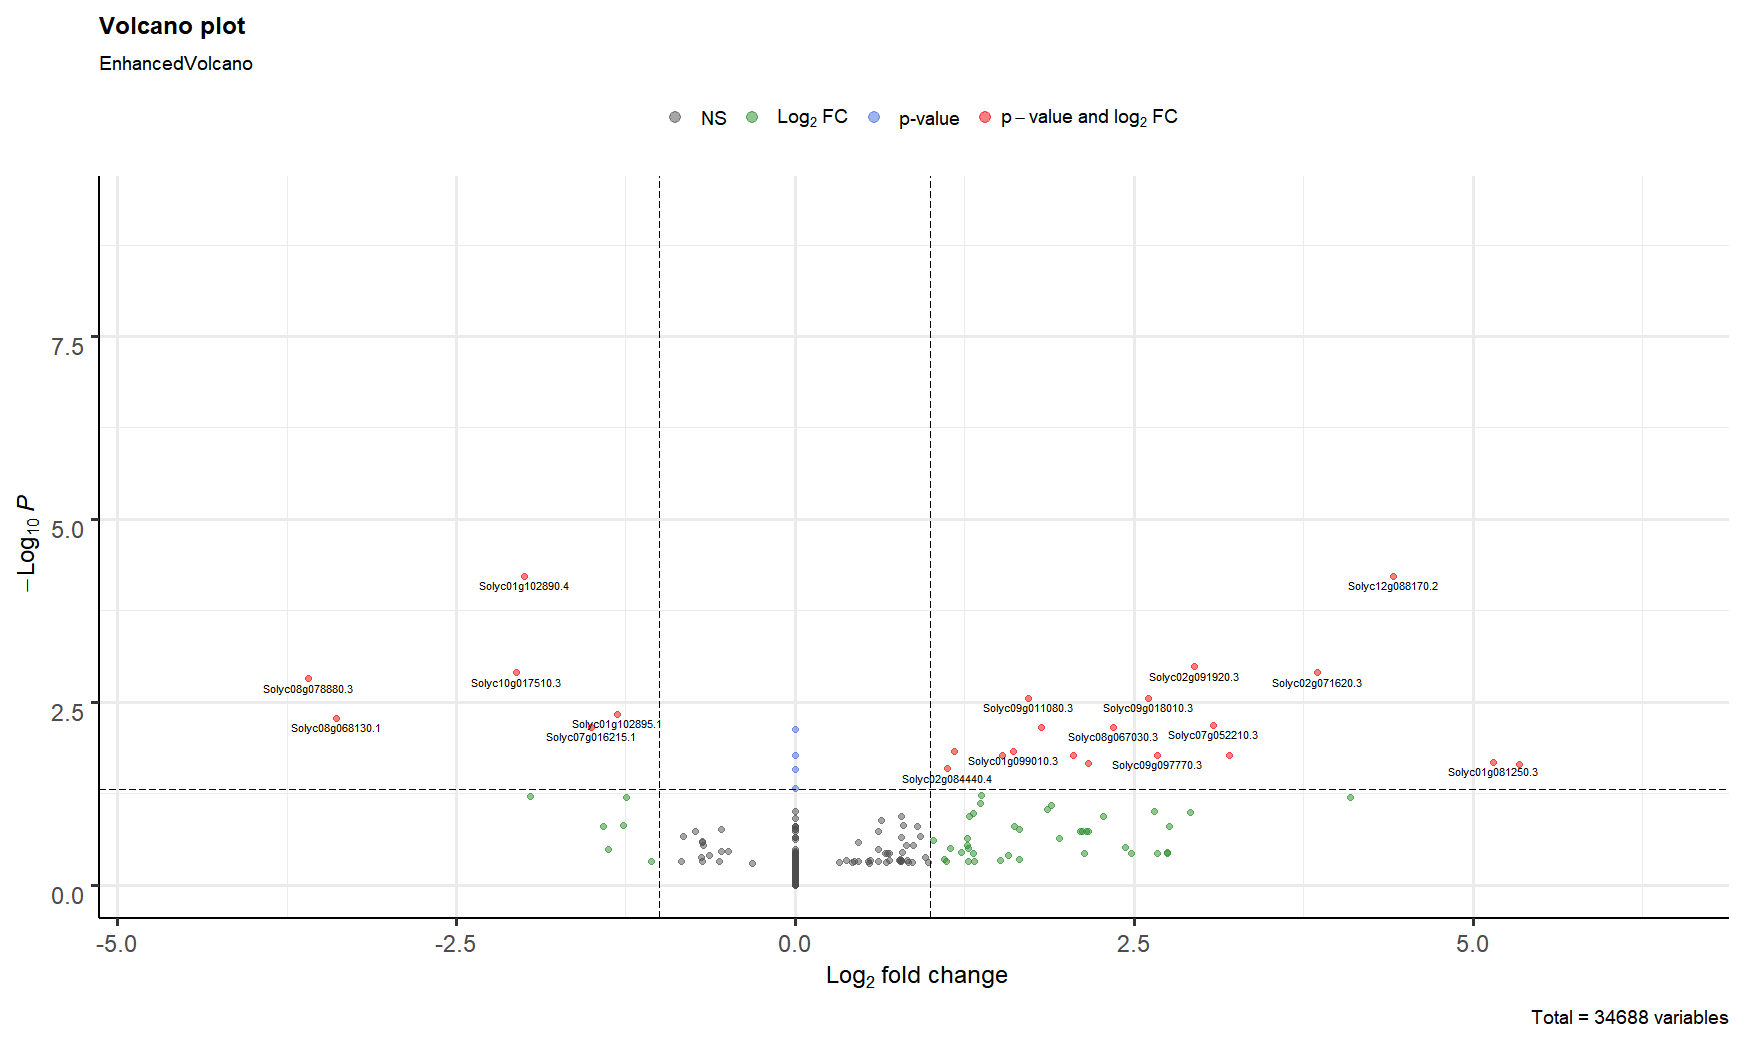 Volcano plot
EnhancedVolcano
NS Log2 FC p-value p − value and log2 FC
7.5
5.0
2.5
0.0
−Log10 P
Solyc01g102890.4
Solyc12g088170.2
Solyc02g091920.3
Solyc08g078880.3
Solyc10g017510.3
Solyc02g071620.3
Solyc09g011080.3
Solyc09g018010.3
Solyc08g068130.1
Solyc01g102895.1
Solyc07g016215.1
Solyc08g067030.3
Solyc07g052210.3
Solyc01g099010.3
Solyc09g097770.3
Solyc02g084440.4
Solyc01g081250.3
-5.0 -2.5 0.0 2.5 5.0
Log2 fold change
Total = 34688 variables